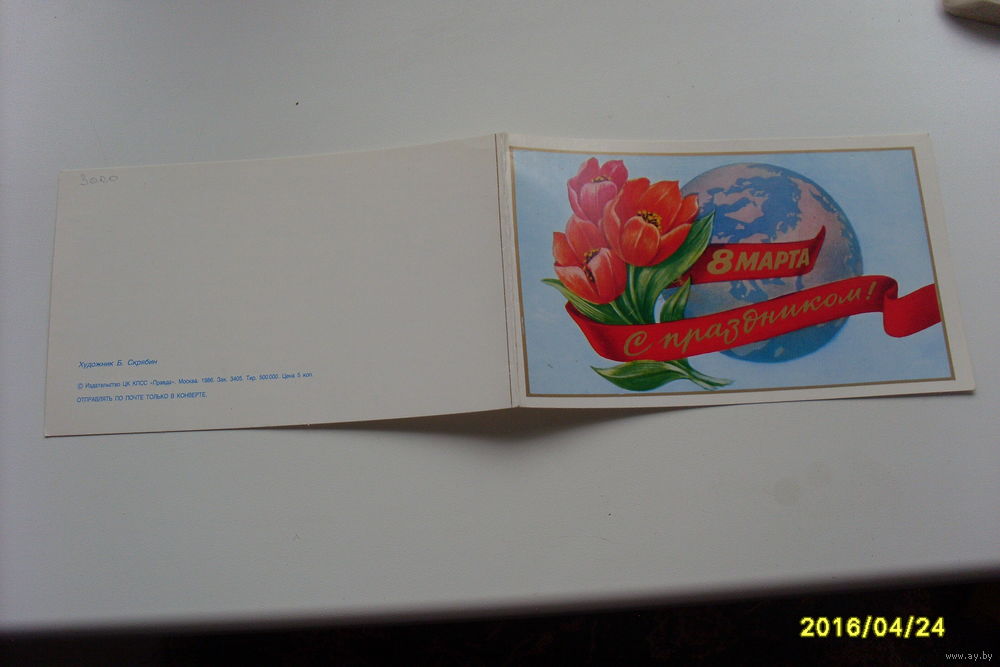 3020
Художник Б. Скрябин
© Издательство ЦК КПСС «Правда». Москва. 1986. Зак. 3405. Тир. 500.000. Цена 5 коп.
ОТПРАВЛЯТЬ ПО ПОЧТЕ ТОЛЬКО В КОНВЕРТЕ.
8 МАРТА
С праздником!
2016/04/24
www.ay.by